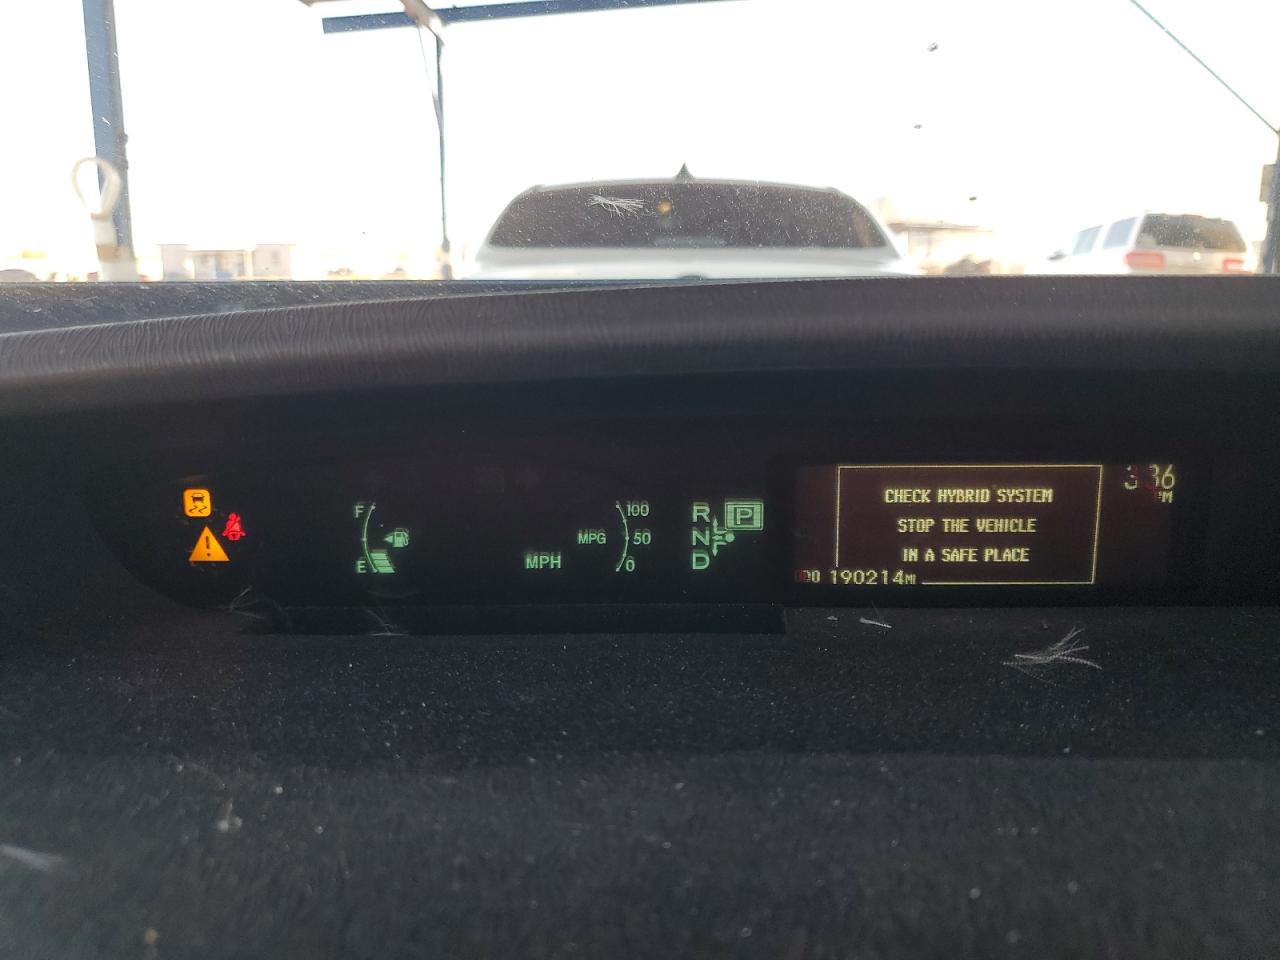 F
E
MPH
MPG
100
50
0
R
N
D
P
CHECK HYBRID SYSTEM
STOP THE VEHICLE
IN A SAFE PLACE
190214MI